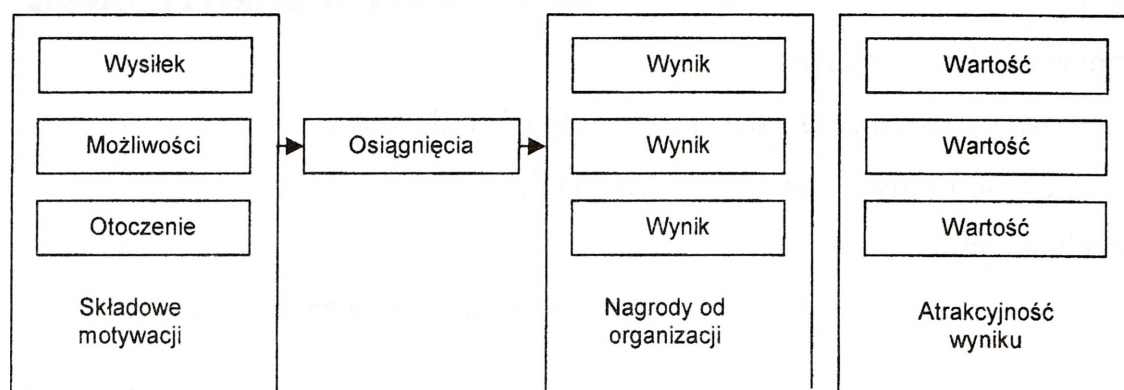 Wysiłek
Możliwości
Otoczenie
Składowe
motywacji
Osiągnięcia
Wynik
Wynik
Wynik
Nagrody od
organizacji
Wartość
Wartość
Wartość
Atrakcyjność
wyniku